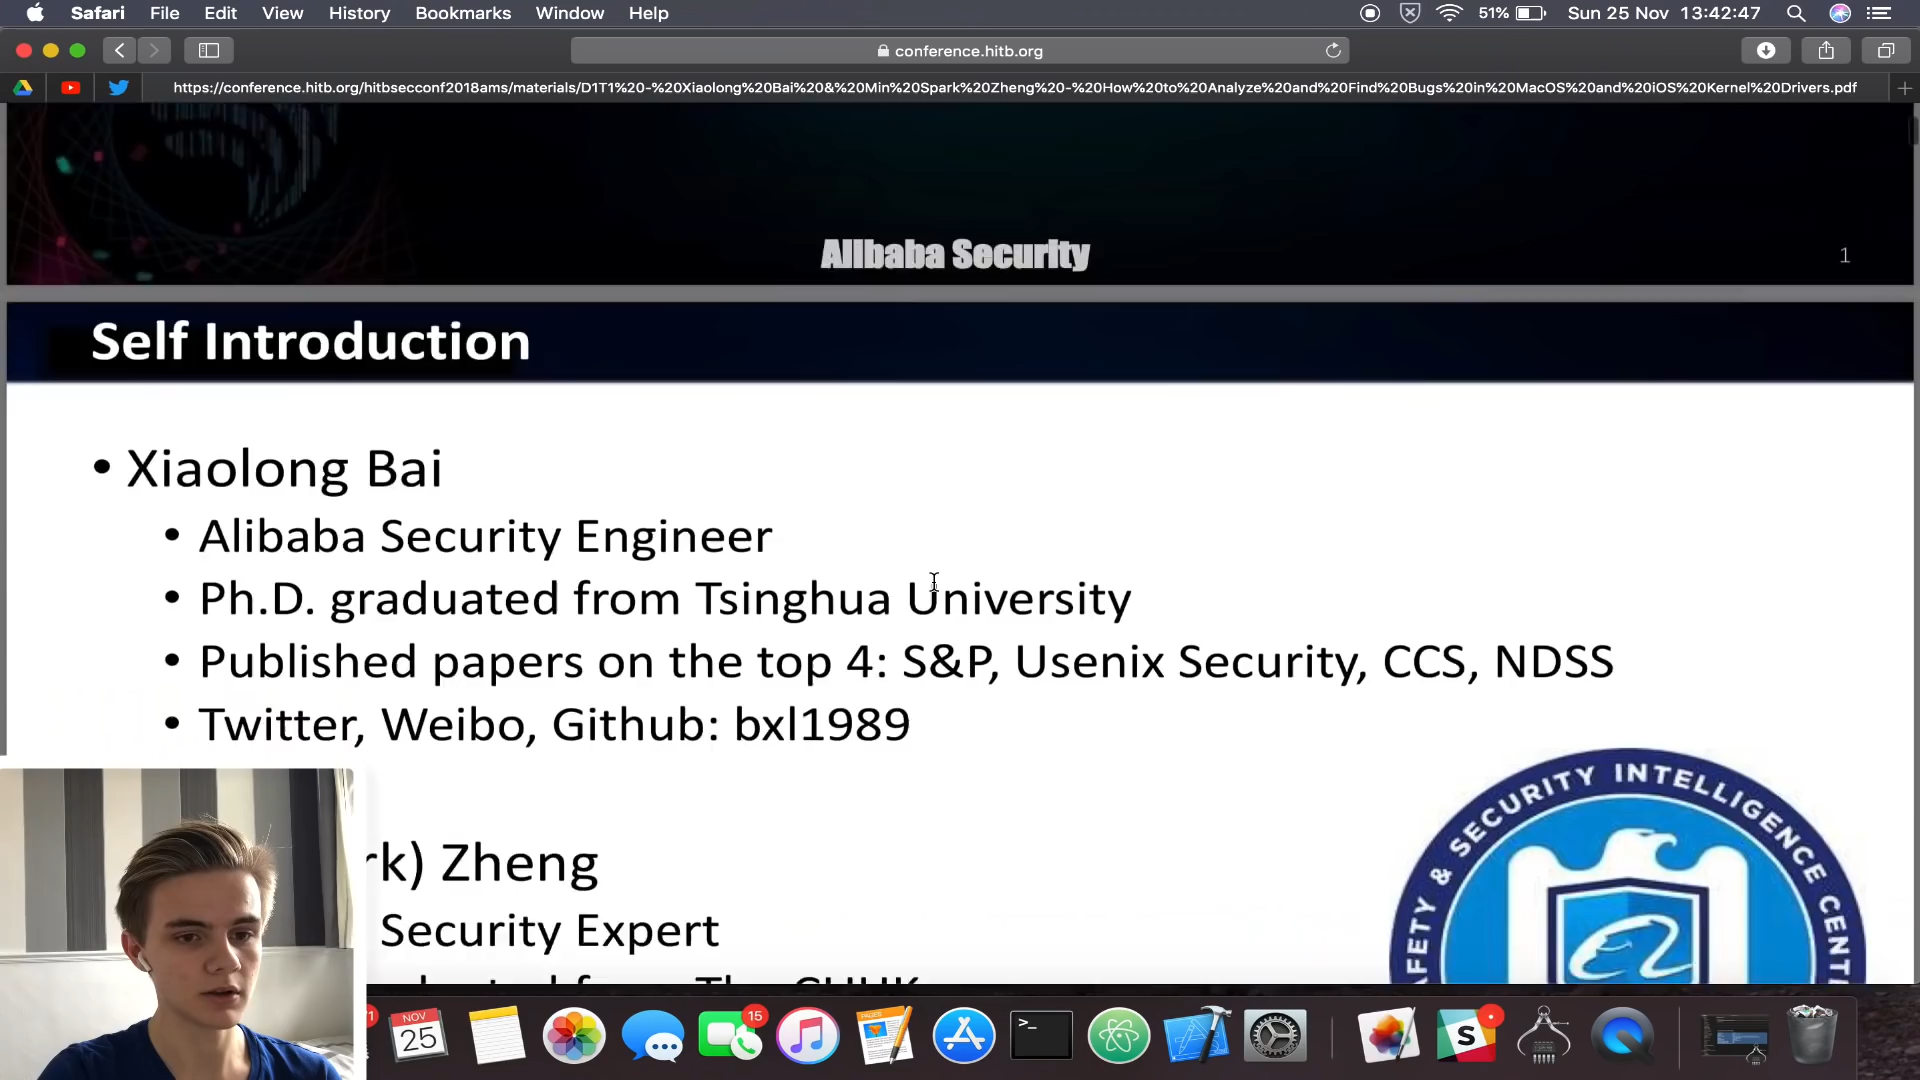 Safari File Edit View History Bookmarks Window Help 51% Sun 25 Nov 13:42:47
conference.hitb.org
https://conference.hitb.org/hitbsecconf2018ams/materials/D1T1%20-%20Xiaolong%20Bai%20&%20Min%20Spark%20Zheng%20-%20How%20to%20Analyze%20and%20Find%20Bugs%20in%20MacOS%20and%20iOS%20Kernel%20Drivers.pdf
Alibaba Security
1
Self Introduction
• Xiaolong Bai
• Alibaba Security Engineer
• Ph.D. graduated from Tsinghua University
• Published papers on the top 4: S&P, Usenix Security, CCS, NDSS
• Twitter, Weibo, Github: bxl1989
rk) Zheng
Security Expert
& SECURITY INTELLIGENCE CENT
AFETY
NOV
25
15
PAGES
>_
S